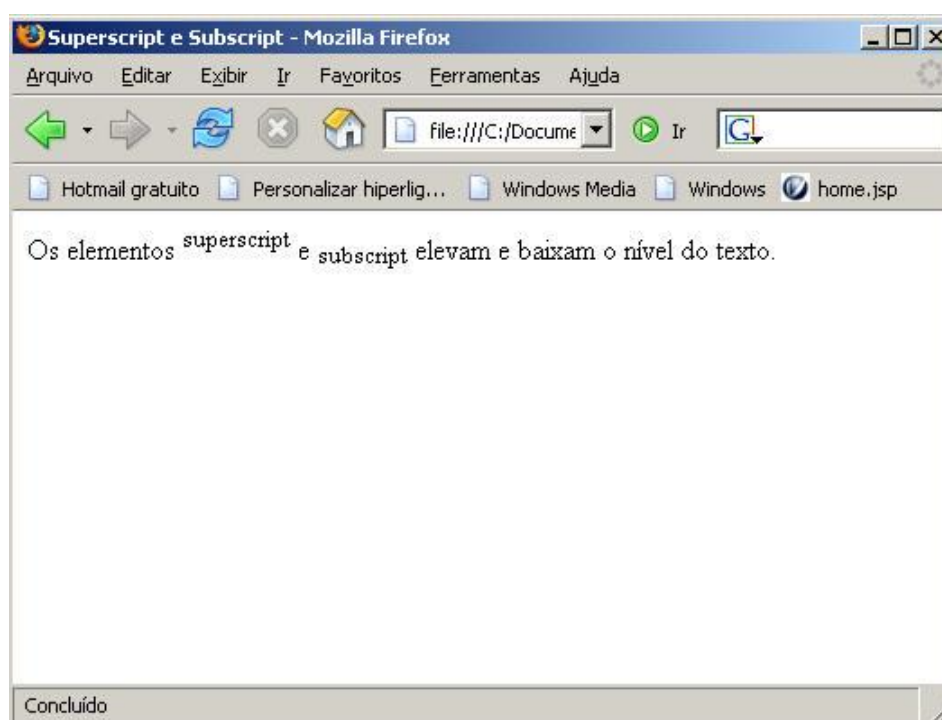 Superscript e Subscript - Mozilla Firefox
Arquivo Editar Exibir Ir Favoritos Ferramentas Ajuda
file:///C:/Docume Ir G
Hotmail gratuito Personalizar hiperlig... Windows Media Windows home.jsp
Os elementos superscript e subscript elevam e baixam o nível do texto.
Concluído